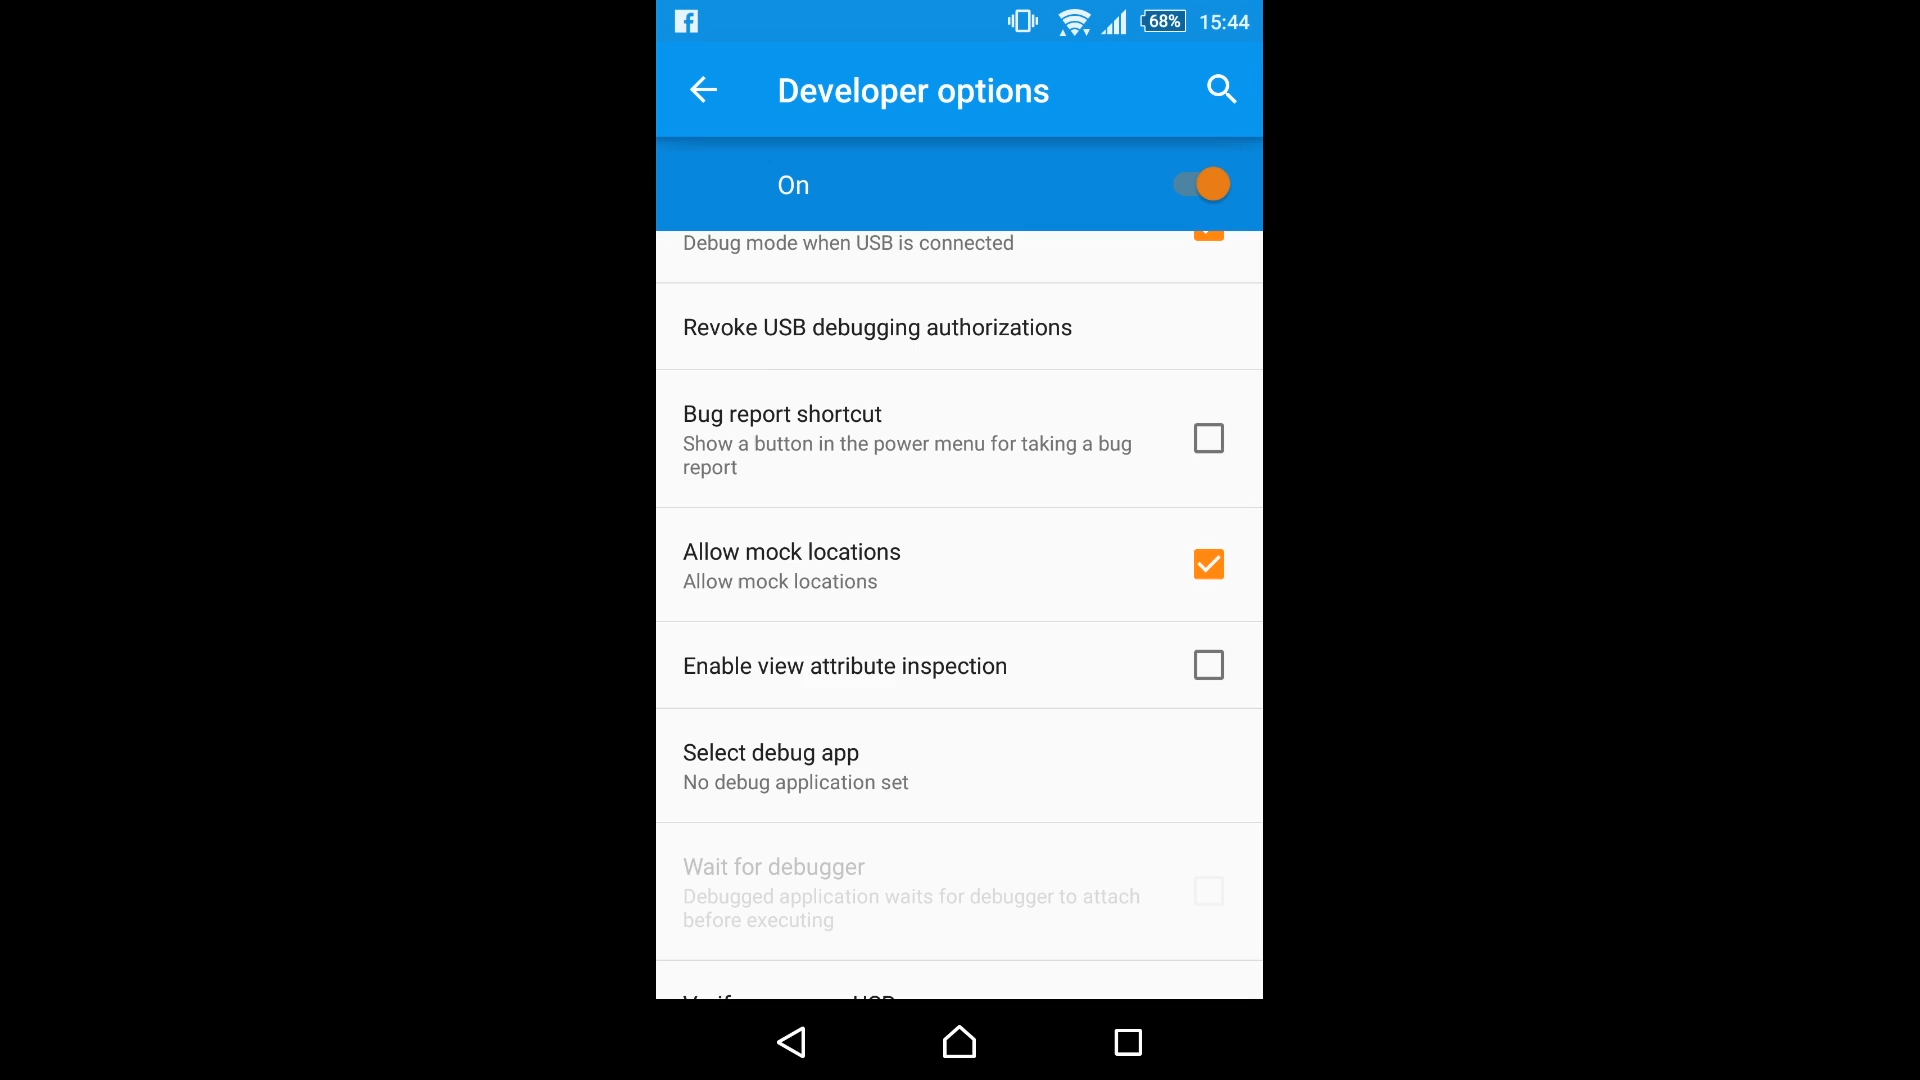 68% 15:44
Developer options
On
Debug mode when USB is connected
Revoke USB debugging authorizations
Bug report shortcut
Show a button in the power menu for taking a bug
report
Allow mock locations
Allow mock locations
Enable view attribute inspection
Select debug app
No debug application set
Wait for debugger
Debugged application waits for debugger to attach
before executing
USB